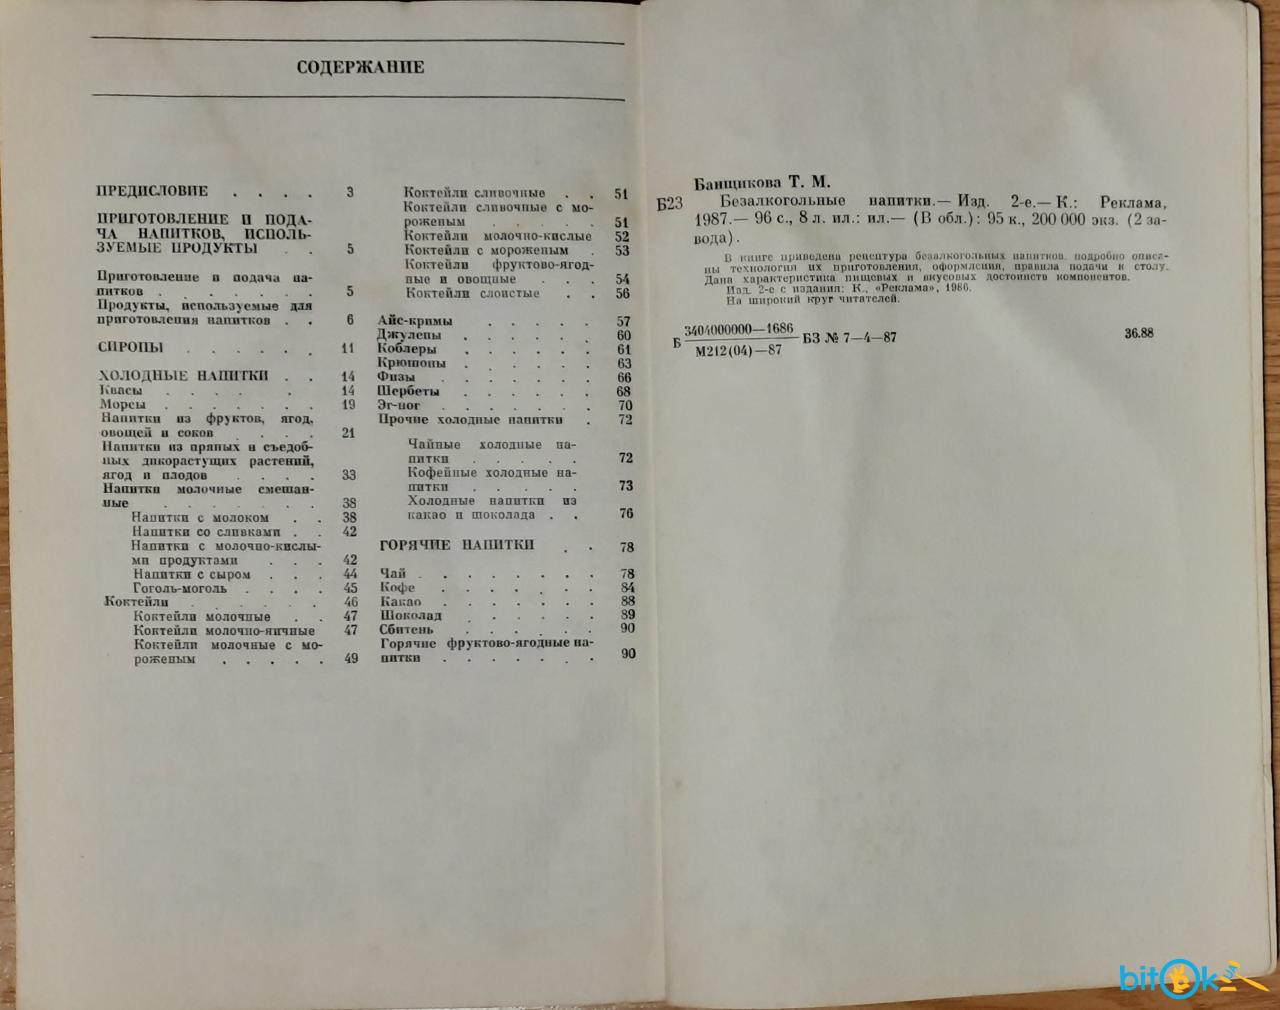 СОДЕРЖАНИЕ
ПРЕДИСЛОВИЕ . . . . 3
ПРИГОТОВЛЕНИЕ И ПОДА-
ЧА НАПИТКОВ, ИСПОЛЬ-
ЗУЕМЫЕ ПРОДУКТЫ . . 5
Приготовление и подача на-
питков . . . . . . . 5
Продукты, используемые для
приготовления напитков . . 6
СИРОПЫ . . . . . . 11
ХОЛОДНЫЕ НАПИТКИ . . 14
Квасы . . . . . 14
Морсы . . . . . . . 19
Напитки из фруктов, ягод,
овощей и соков . . . . 21
Напитки из пряных и съедоб-
ных дикорастущих растений,
ягод и плодов . . . . 33
Напитки молочные смешан-
ные . . . . . . . 38
Напитки с молоком . . 38
Напитки со сливками . . 42
Напитки с молочно-кислы-
ми продуктами . . . 42
Напитки с сыром . . . 44
Гоголь-моголь . . . . 45
Коктейли . . . . . . 46
Коктейли молочные . . 47
Коктейли молочно-яичные 47
Коктейли молочные с мо-
роженым . . . . . 49
Коктейли сливочные . . 51
Коктейли сливочные с мо-
роженым . . . . . 51
Коктейли молочно-кислые 52
Коктейли с мороженым . 53
Коктейли фруктово-ягод-
ные и овощные . . . 54
Коктейли слоистые . . 56
Айс-кримы . . . . . 57
Джулепы . . . . . . 60
Коблеры . . . . . . 61
Крюшоны . . . . . . 63
Физы . . . . . . . 66
Шербеты . . . . . . 68
Эг-ног . . . . . . . 70
Прочие холодные напитки . 72
Чайные холодные на-
питки . . . . . 72
Кофейные холодные на-
питки . . . . . 73
Холодные напитки из
какао и шоколада . . 76
ГОРЯЧИЕ НАПИТКИ . . 78
Чай . . . . . . . . 78
Кофе . . . . . . . 84
Какао . . . . . . . 88
Шоколад . . . . . . 89
Сбитень . . . . . . 90
Горячие фруктово-ягодные на-
питки . . . . . . . 90
Банщикова Т. М.
Б23 Безалкогольные напитки.— Изд. 2-е.— К.: Реклама,
1987.— 96 с., 8 л. ил.: ил.— (В обл.): 95 к., 200 000 экз. (2 за-
вода).
В книге приведена рецептура безалкогольных напитков, подробно описа-
ны технология их приготовления, оформления, правила подачи к столу.
Дана характеристика пищевых и вкусовых достоинств компонентов.
Изд. 2-е с издания: К., «Реклама», 1986.
На широкий круг читателей.
Б 3404000000—1686 БЗ № 7—4—87 36.88
М212(04)—87
bitOk UA